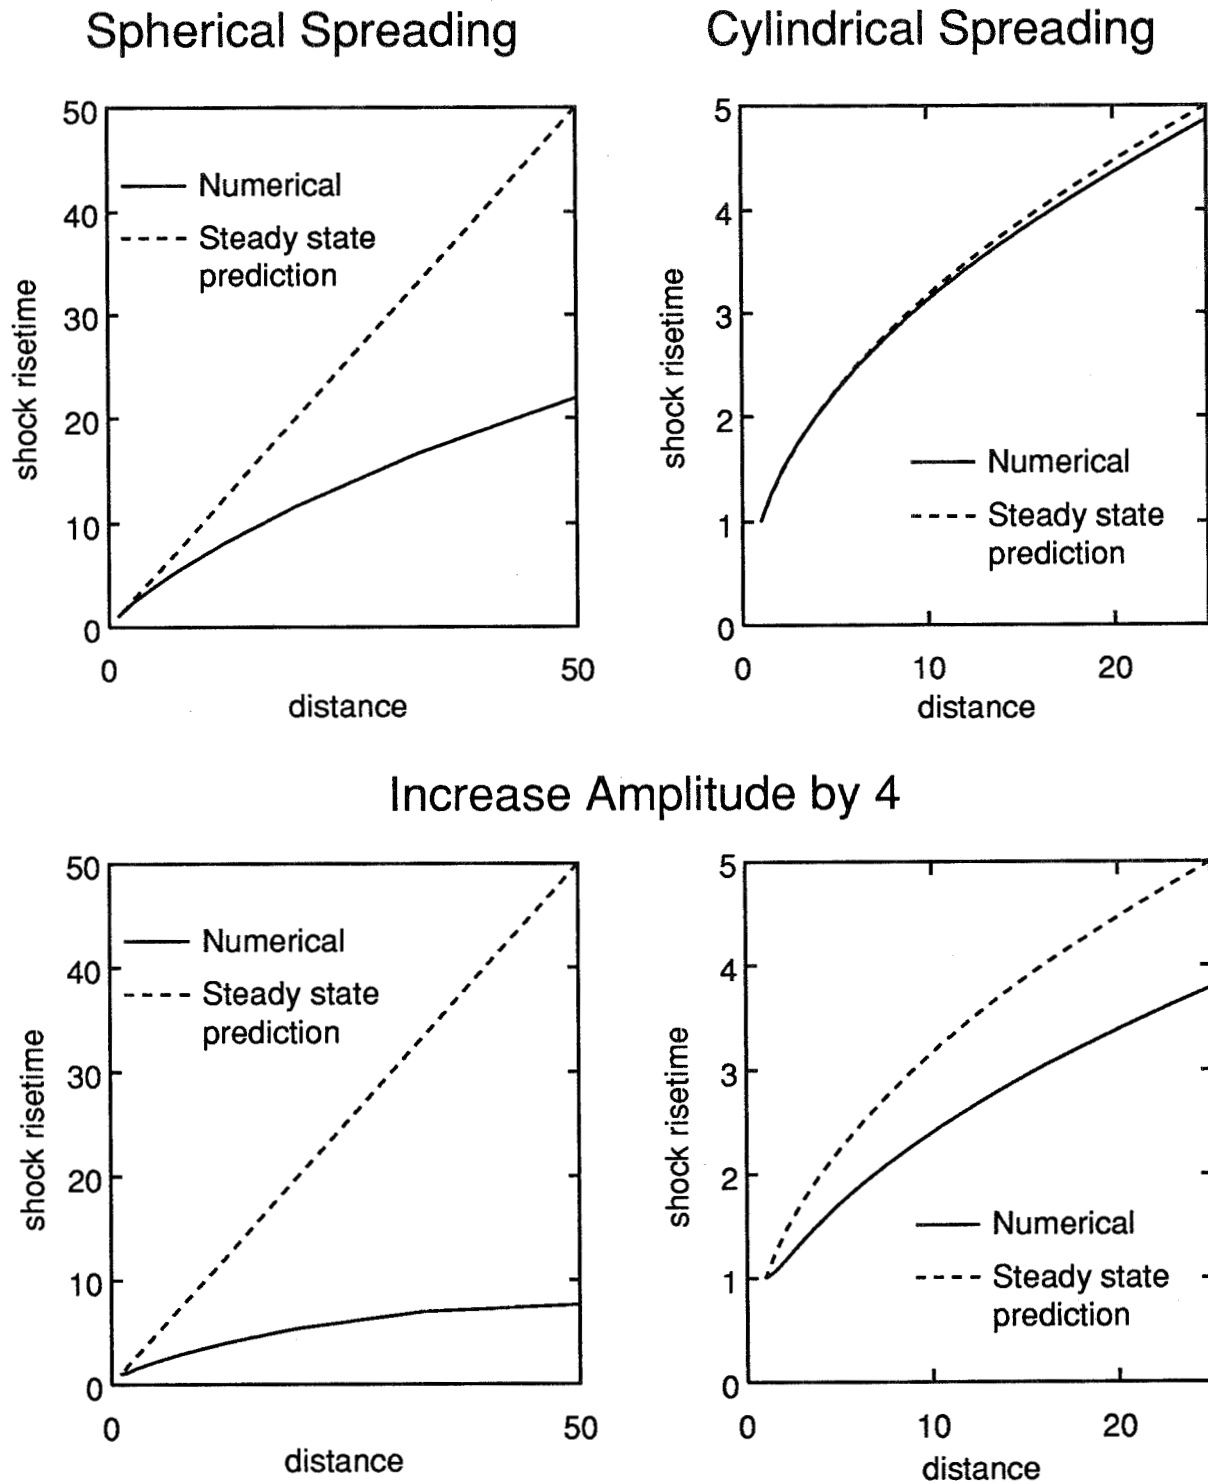 Spherical Spreading
50
40
30
20
10
0
0
50
shock risetime
distance
Numerical
Steady state
prediction
Cylindrical Spreading
5
4
3
2
1
0
0
10
20
shock risetime
distance
Numerical
Steady state
prediction
Increase Amplitude by 4
50
40
30
20
10
0
0
50
shock risetime
distance
Numerical
Steady state
prediction
5
4
3
2
1
0
0
10
20
shock risetime
distance
Numerical
Steady state
prediction